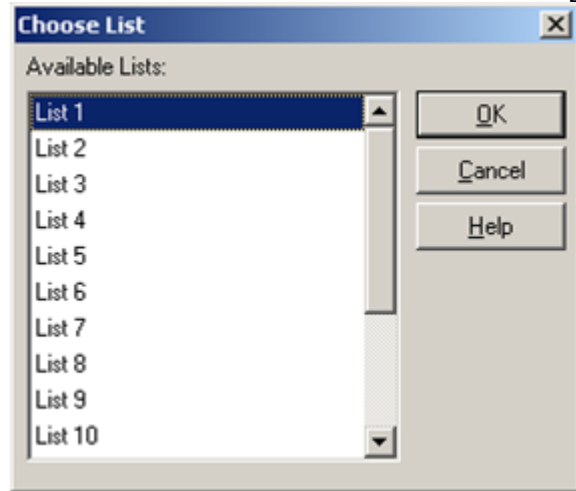 Choose List
Available Lists:
List 1
List 2
List 3
List 4
List 5
List 6
List 7
List 8
List 9
List 10
OK
Cancel
Help